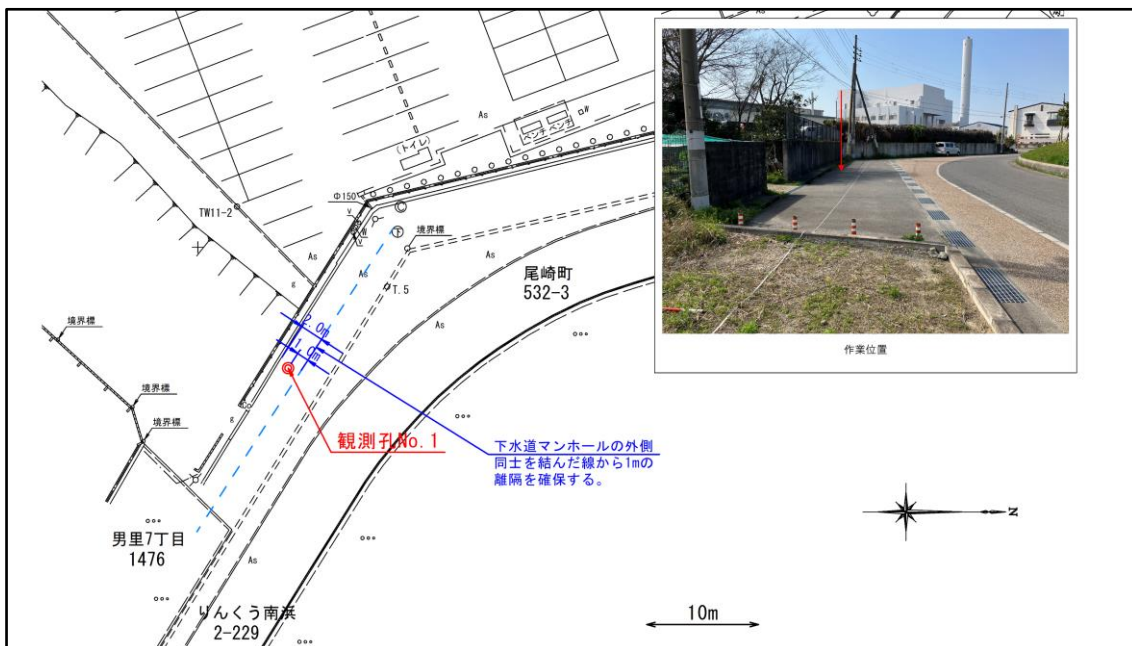 As
(トイレ)
ベンチ
ベンチ
Φ150
TW11-2
V
W
V
下
境界標
As
As
T.5
尾崎町
532-3
g
As
As
2.0m
1.0m
境界標
境界標
境界標
g
観測孔No.1
下水道マンホールの外側
同士を結んだ線から1mの
離隔を確保する。
男里7丁目
1476
As
りんくう南浜
2-229
N
10m
作業位置